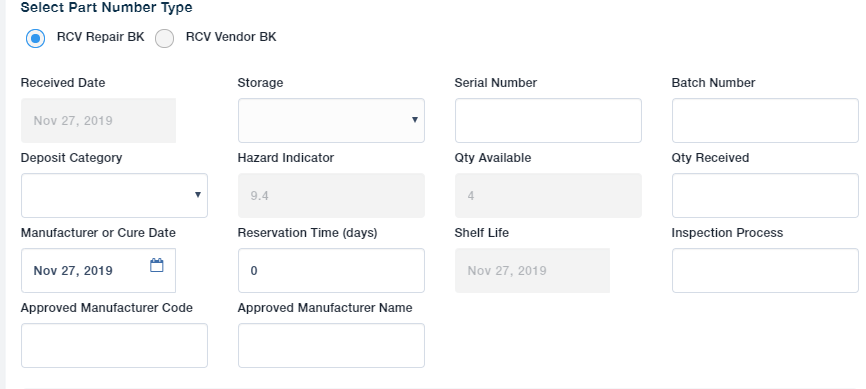 Select Part Number Type
RCV Repair BK RCV Vendor BK
Received Date Storage Serial Number Batch Number
Nov 27, 2019
Deposit Category Hazard Indicator Qty Available Qty Received
9.4 4
Manufacturer or Cure Date Reservation Time (days) Shelf Life Inspection Process
Nov 27, 2019 0 Nov 27, 2019
Approved Manufacturer Code Approved Manufacturer Name